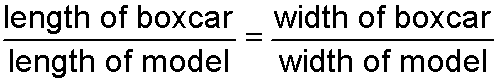 length of boxcar = width of boxcar
length of model width of model